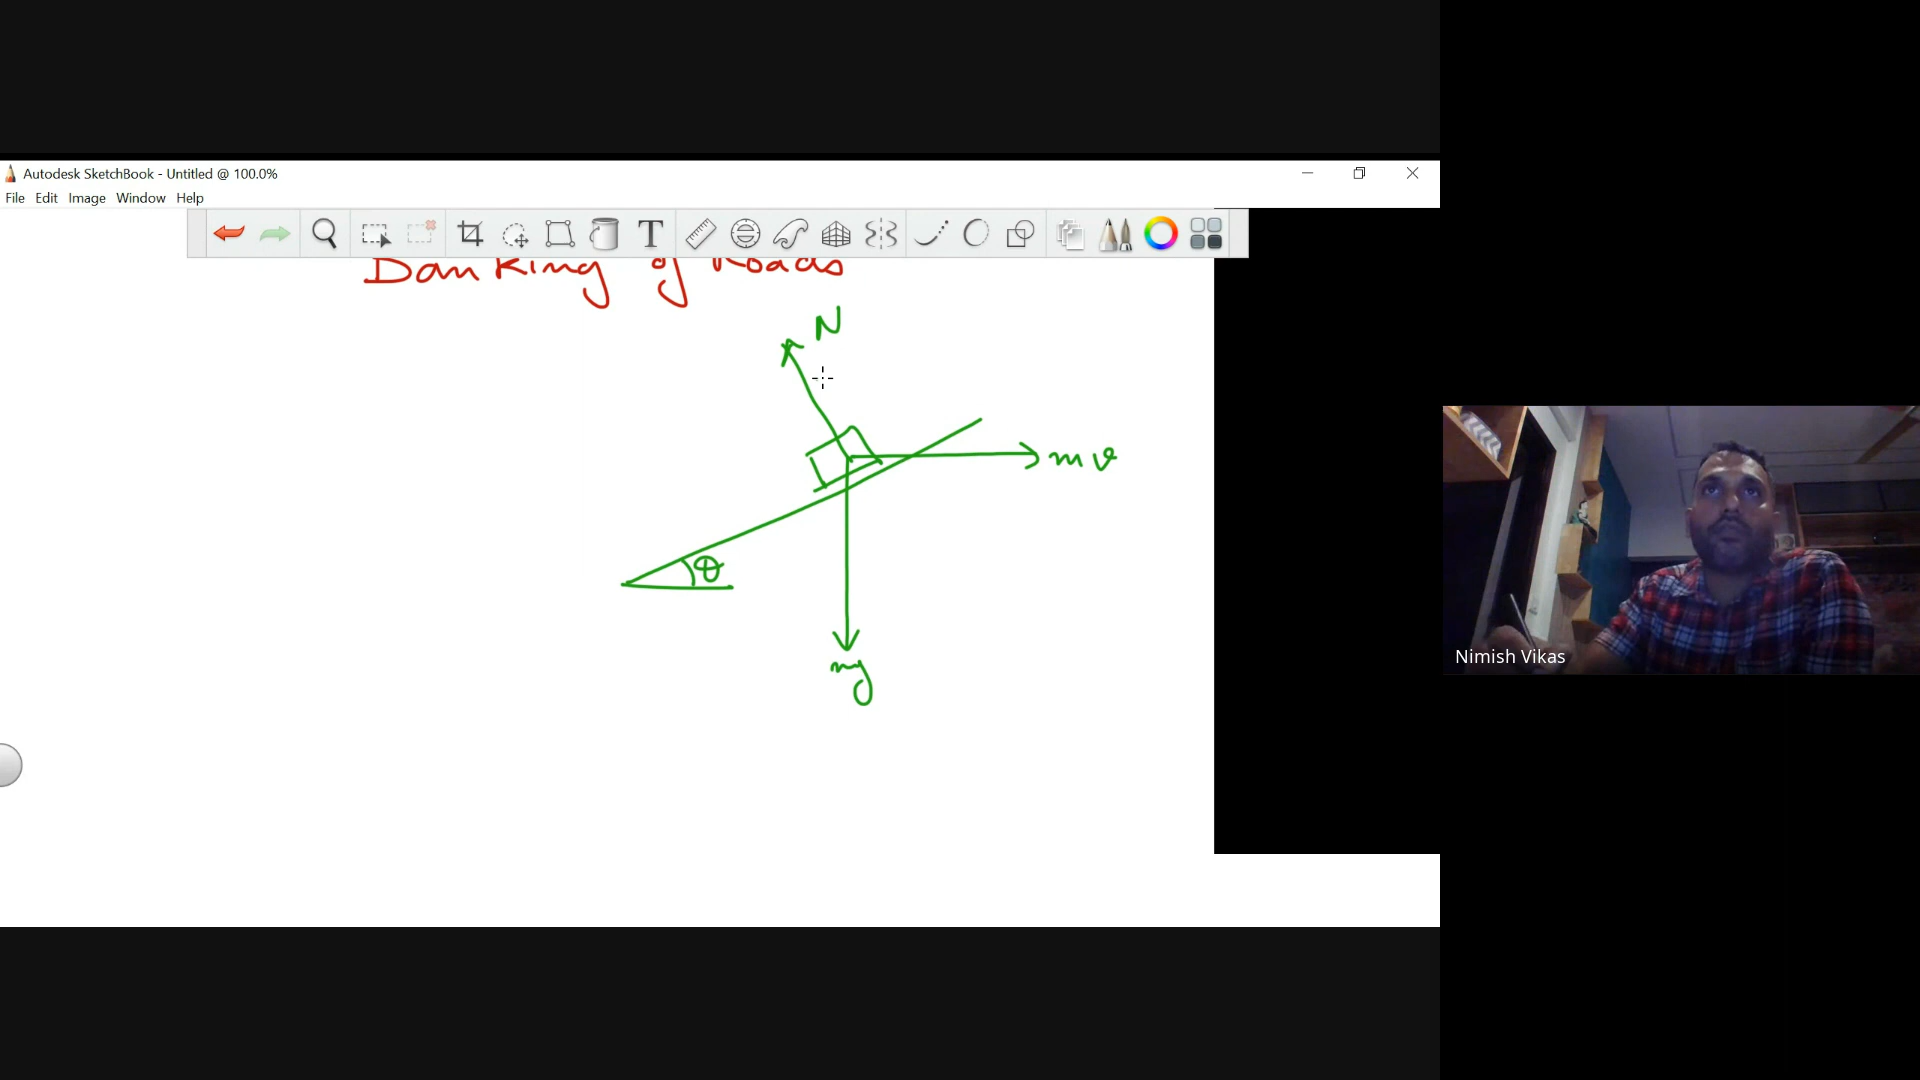 Autodesk SketchBook - Untitled @ 100.0%
File Edit Image Window Help
T
Banking of Roads
N
mv
θ
mg
Nimish Vikas